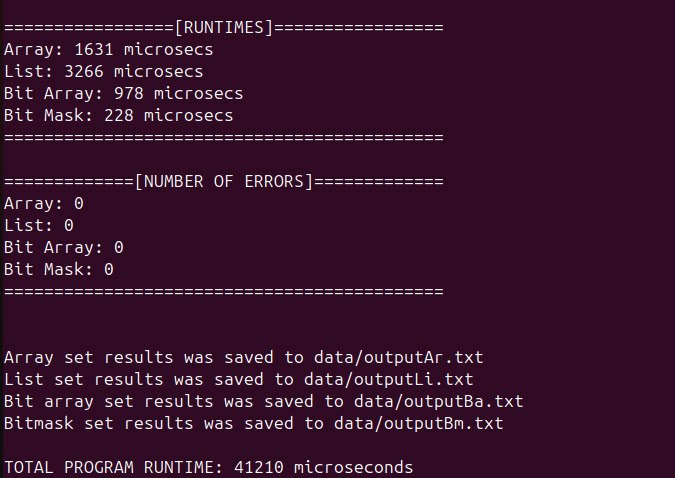 =================[RUNTIMES]=================
Array: 1631 microsecs
List: 3266 microsecs
Bit Array: 978 microsecs
Bit Mask: 228 microsecs
============================================
=============[NUMBER OF ERRORS]=============
Array: 0
List: 0
Bit Array: 0
Bit Mask: 0
============================================
Array set results was saved to data/outputAr.txt
List set results was saved to data/outputLi.txt
Bit array set results was saved to data/outputBa.txt
Bitmask set results was saved to data/outputBm.txt
TOTAL PROGRAM RUNTIME: 41210 microseconds